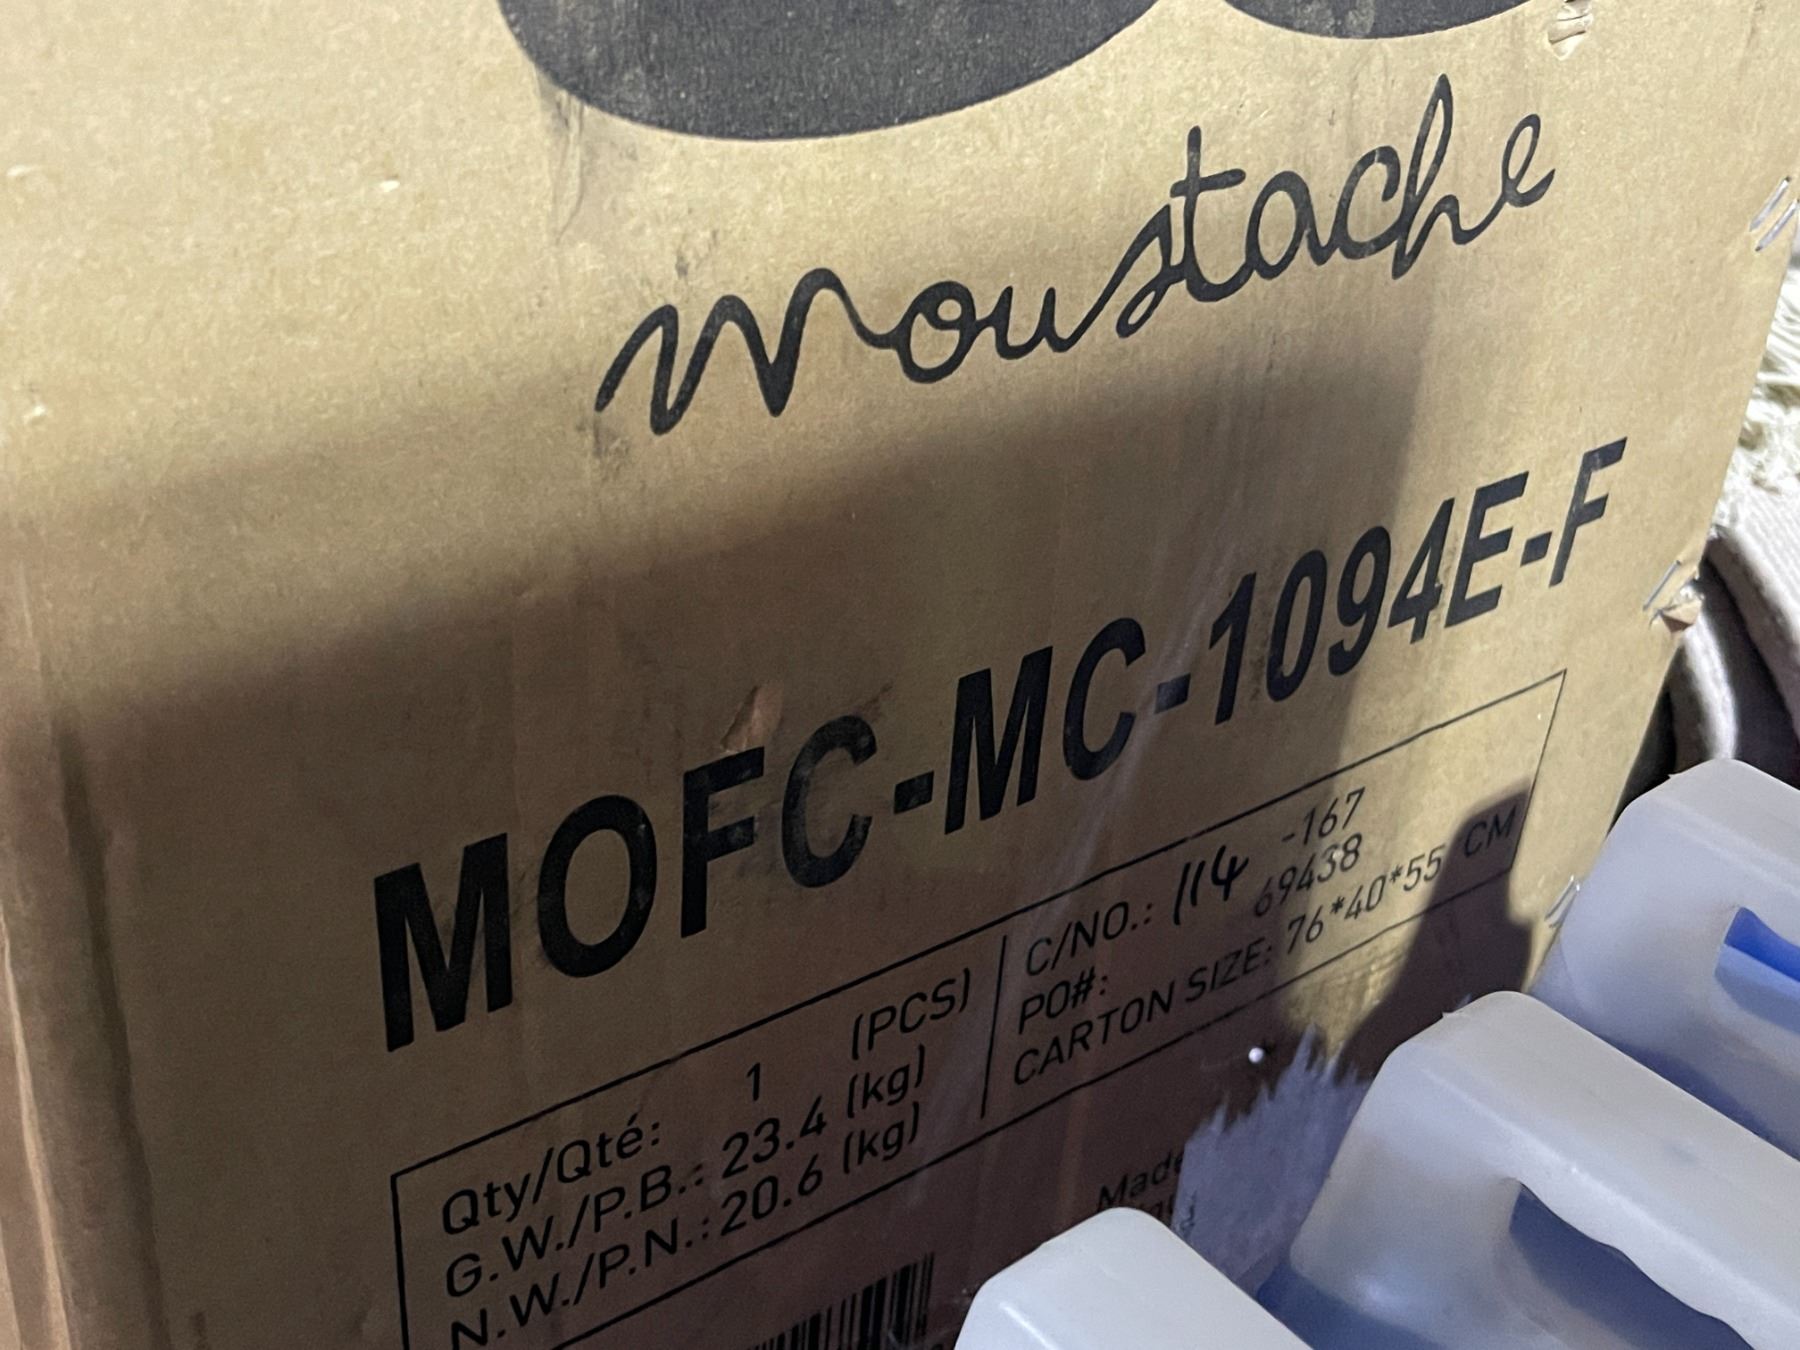 moustache
MOFC-MC-1094E-F
Qty/Qté: 1 (PCS)
G.W./P.B.: 23.4 (kg)
N.W./P.N.: 20.6 (kg)
C/NO.: 114 -167
PO#: 69438
CARTON SIZE: 76*40*55 CM
Made